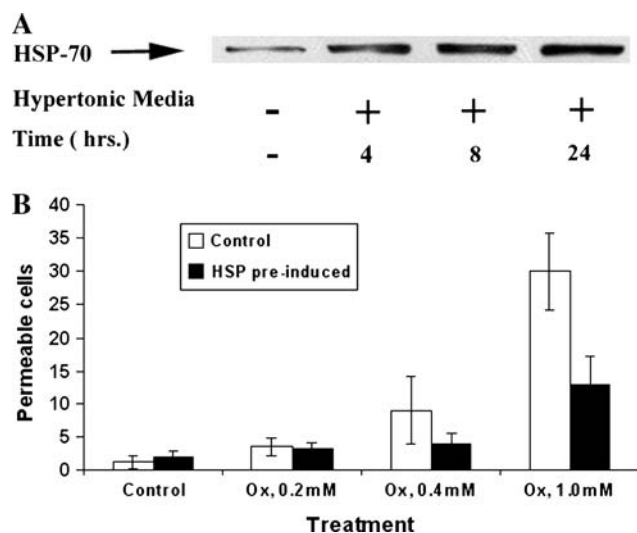 A
HSP-70
Hypertonic Media - + + +
Time ( hrs.) - 4 8 24
B
40
35
30
25
20
15
10
5
0
Permeable cells
Control
HSP pre-induced
Control Ox, 0.2mM Ox, 0.4mM Ox, 1.0mM
Treatment